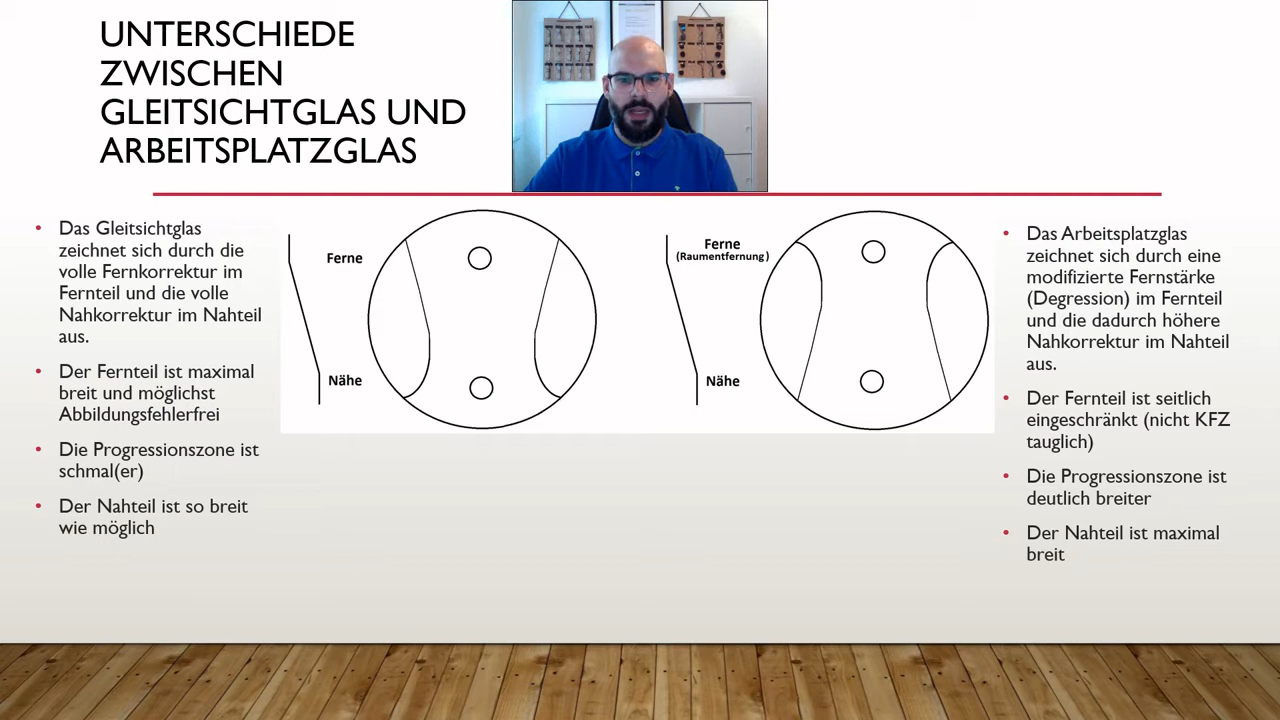 UNTERSCHIEDE
ZWISCHEN
GLEITSICHTGLAS UND
ARBEITSPLATZGLAS
• Das Gleitsichtglas
zeichnet sich durch die
volle Fernkorrektur im
Fernteil und die volle
Nahkorrektur im Nahteil
aus.
• Der Fernteil ist maximal
breit und möglichst
Abbildungsfehlerfrei
• Die Progressionszone ist
schmal(er)
• Der Nahteil ist so breit
wie möglich
Ferne
Nähe
Ferne
(Raumentfernung)
Nähe
• Das Arbeitsplatzglas
zeichnet sich durch eine
modifizierte Fernstärke
(Degression) im Fernteil
und die dadurch höhere
Nahkorrektur im Nahteil
aus.
• Der Fernteil ist seitlich
eingeschränkt (nicht KFZ
tauglich)
• Die Progressionszone ist
deutlich breiter
• Der Nahteil ist maximal
breit